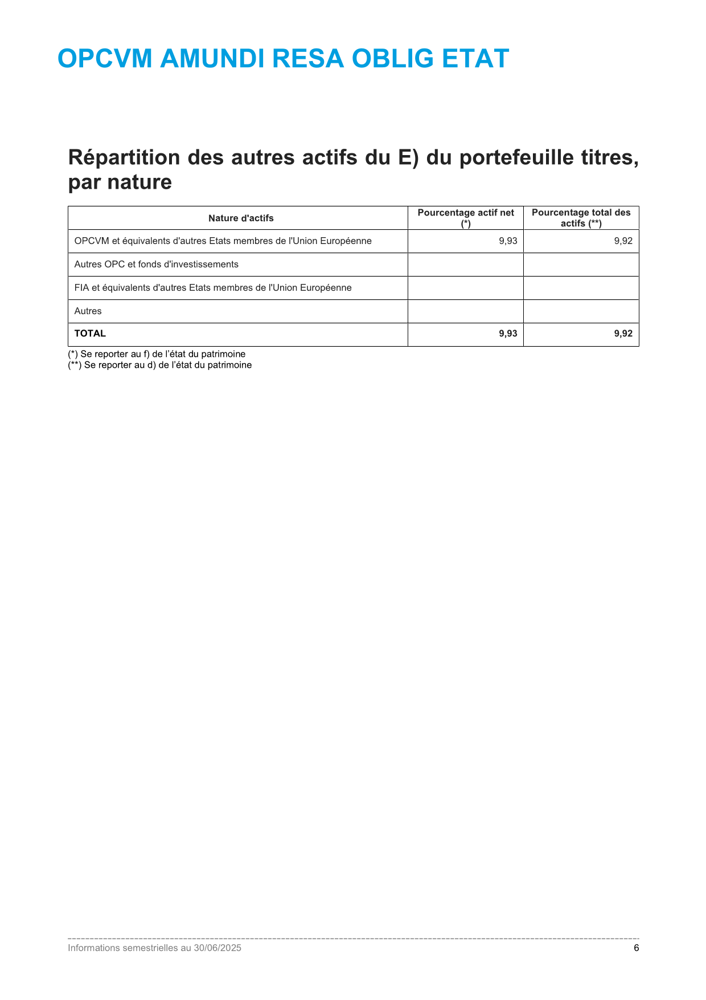 OPCVM AMUNDI RESA OBLIG ETAT
Répartition des autres actifs du E) du portefeuille titres,
par nature
Nature d'actifs
Pourcentage actif net
(*)
Pourcentage total des
actifs (**)
OPCVM et équivalents d'autres Etats membres de l'Union Européenne 9,93 9,92
Autres OPC et fonds d'investissements
FIA et équivalents d'autres Etats membres de l'Union Européenne
Autres
TOTAL 9,93 9,92
(*) Se reporter au f) de l’état du patrimoine
(**) Se reporter au d) de l’état du patrimoine
Informations semestrielles au 30/06/2025 6